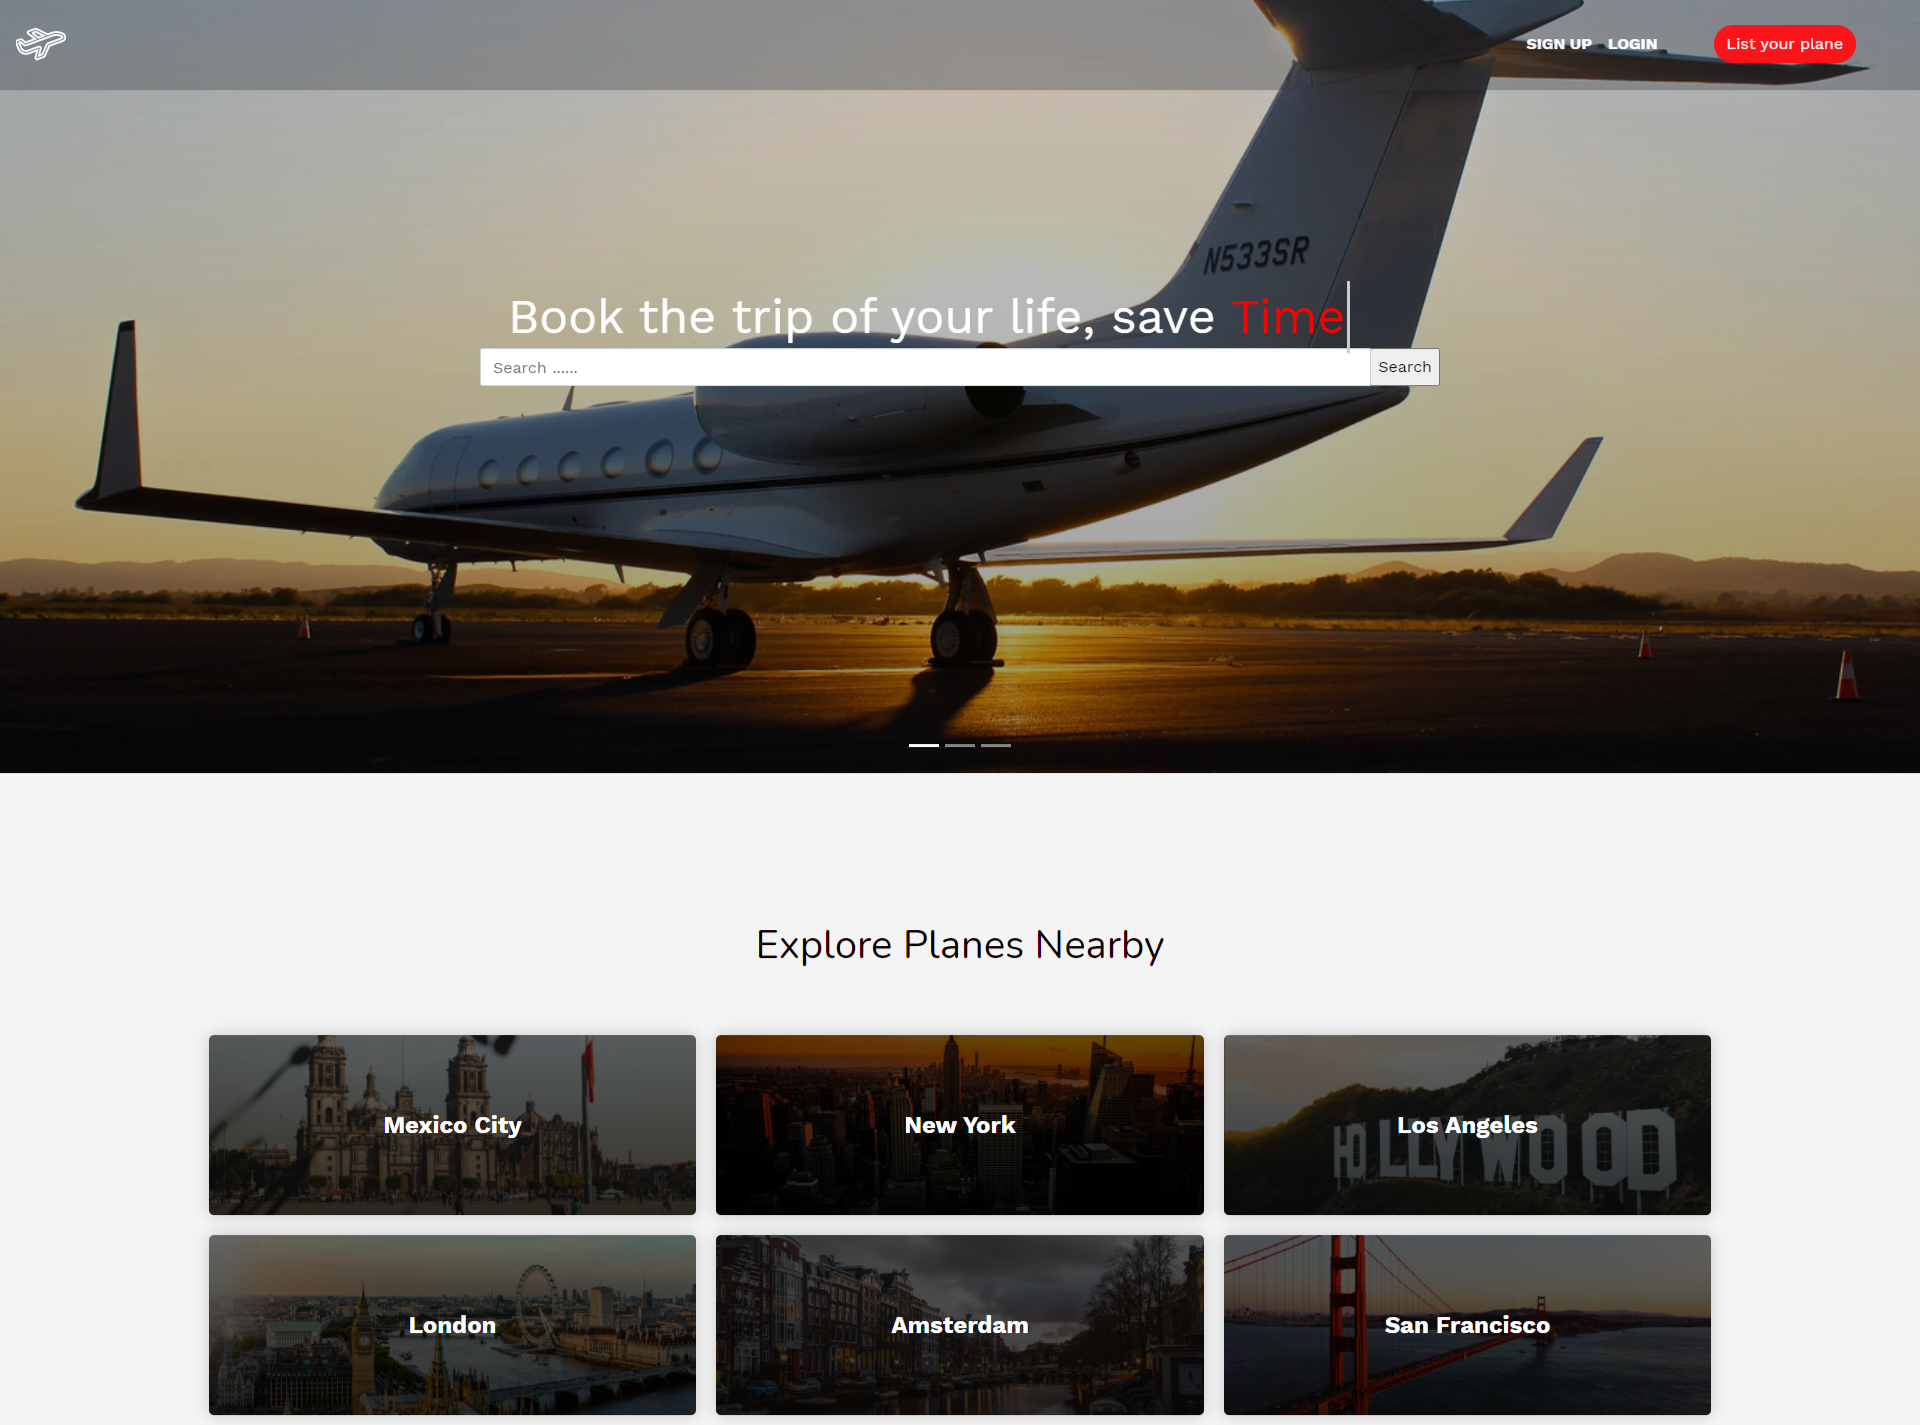 SIGN UP LOGIN List your plane
N533SR
Book the trip of your life, save Time
Search ...... Search
Explore Planes Nearby
Mexico City New York Los Angeles
HOLLYWOOD
London Amsterdam San Francisco